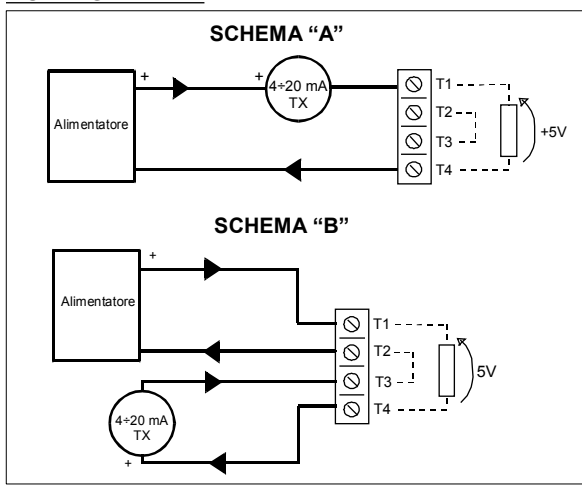 SCHEMA “A”
+
+
4÷20 mA
TX
Alimentatore
T1
T2
T3
T4
+5V
SCHEMA “B”
+
Alimentatore
T1
T2
T3
T4
5V
4÷20 mA
TX
+